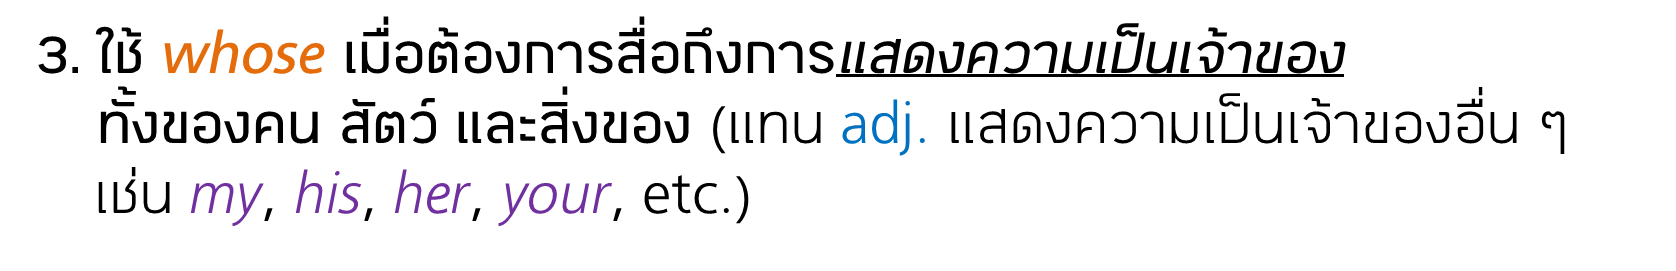 3. ใช้ whose เมื่อต้องการสื่อถึงการแสดงความเป็นเจ้าของ
ทั้งของคน สัตว์ และสิ่งของ (แทน adj. แสดงความเป็นเจ้าของอื่น ๆ
เช่น my, his, her, your, etc.)